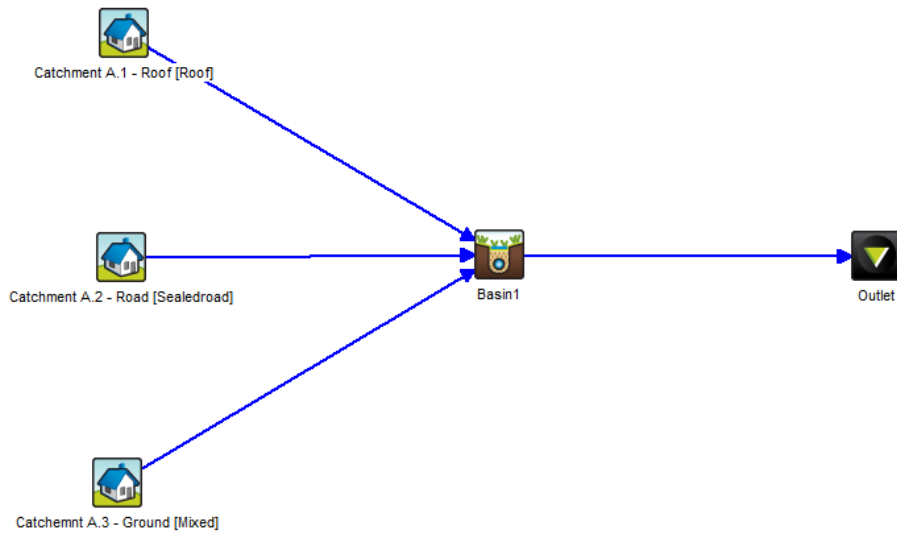 Catchment A.1 - Roof [Roof]
Catchment A.2 - Road [Sealedroad]
Basin1
Outlet
Catchemnt A.3 - Ground [Mixed]